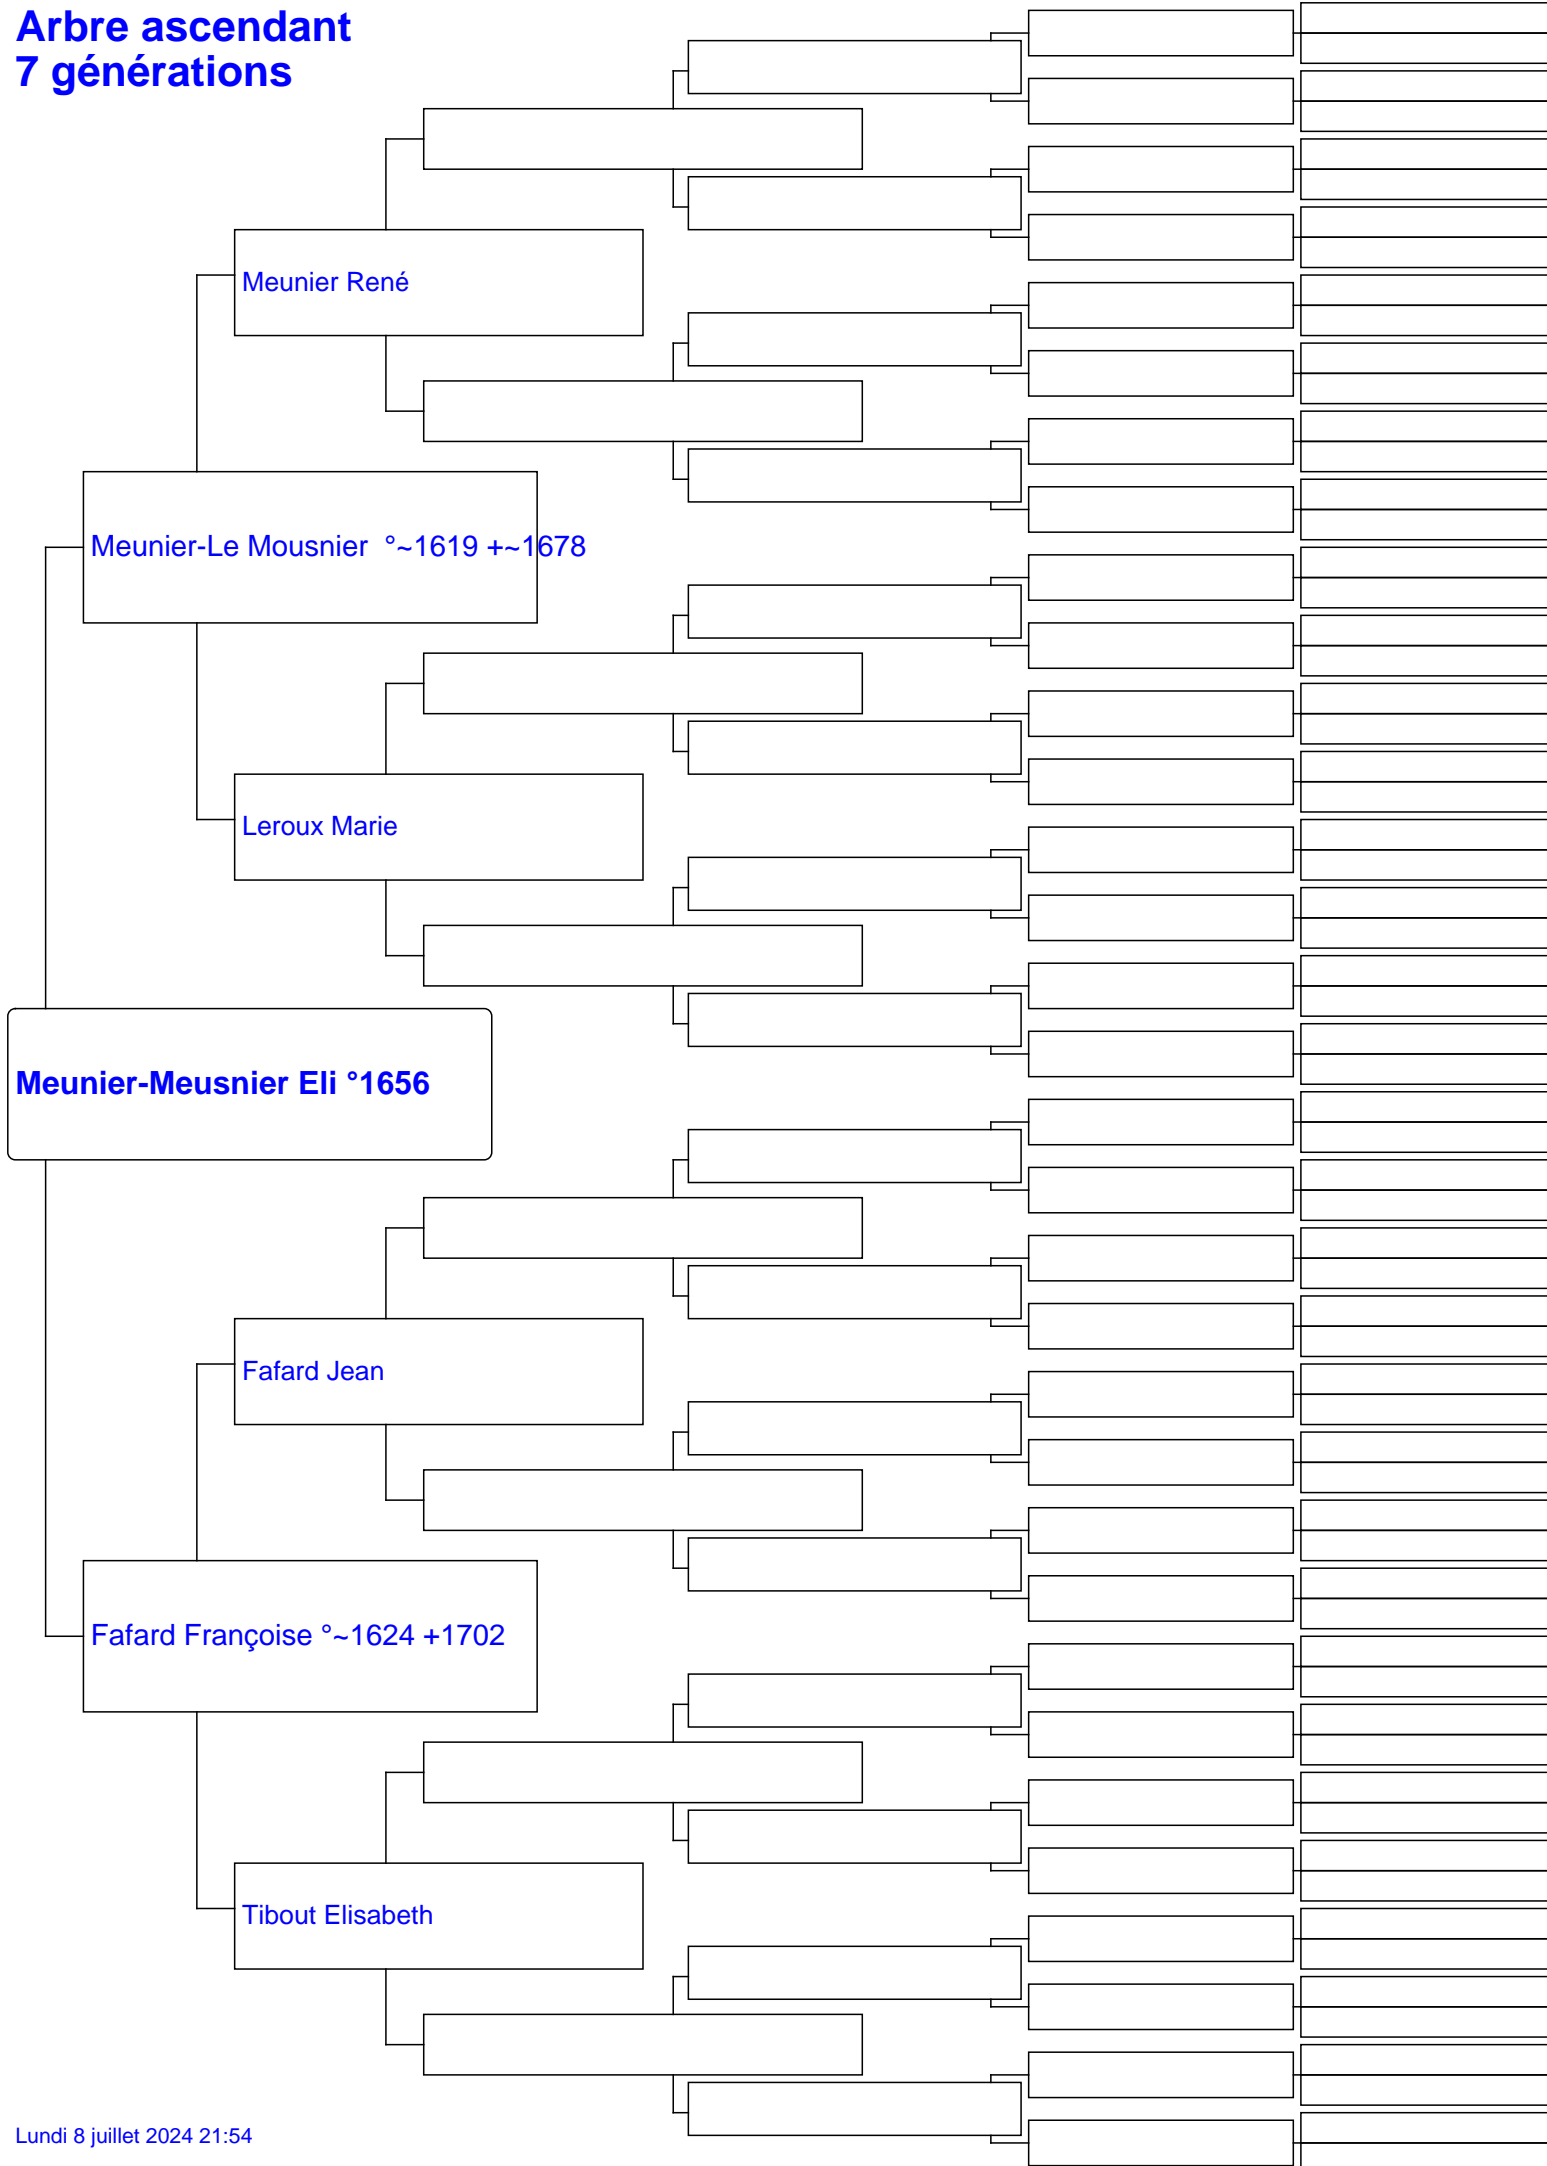 Arbre ascendant
7 générations
Meunier René
Meunier-Le Mousnier  °~1619 +~1678
Leroux Marie
Meunier-Meusnier Eli °1656
Fafard Jean
Fafard Françoise °~1624 +1702
Tibout Elisabeth
Lundi 8 juillet 2024 21:54